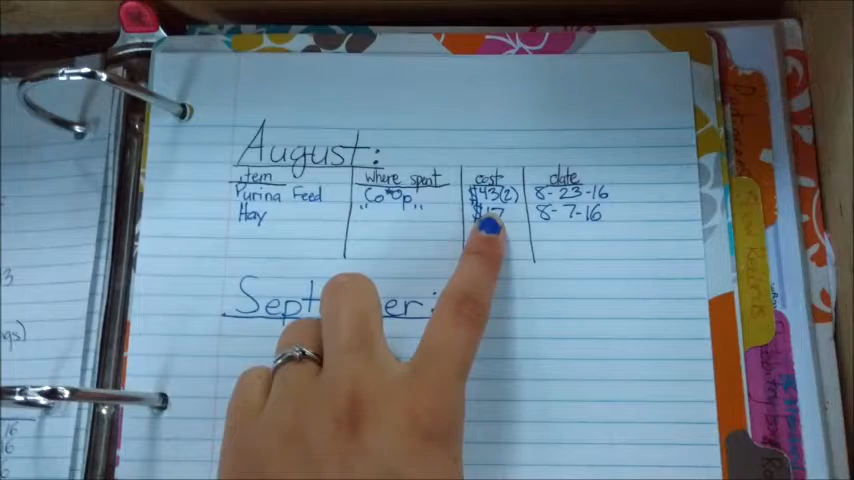 August:
item where spent cost date
Purina Feed "Co*Op" $43(2) 8-23-16
Hay $17 8-7-16
Sept er: